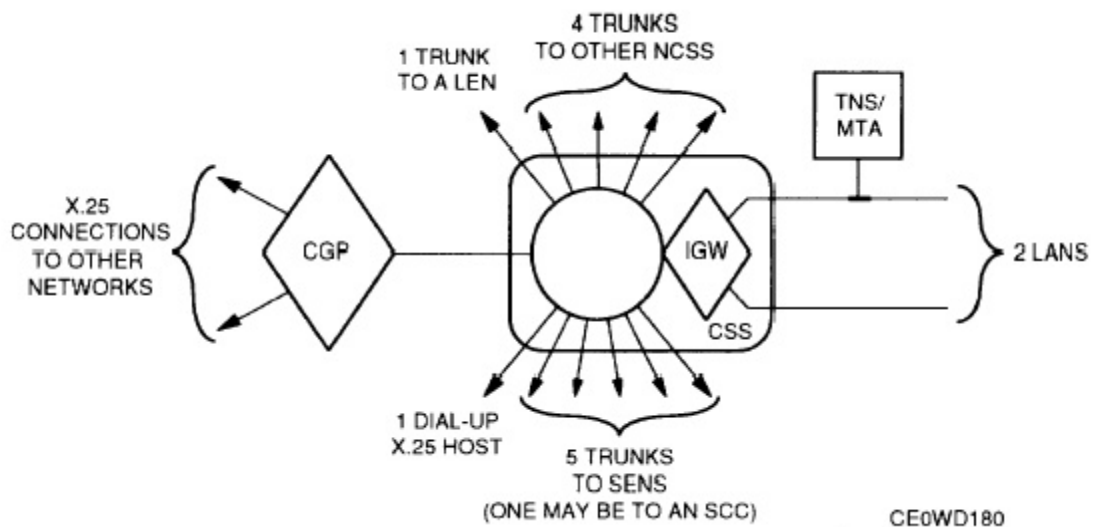 4 TRUNKS
TO OTHER NCSS
1 TRUNK
TO A LEN
TNS/
MTA
X.25
CONNECTIONS
TO OTHER
NETWORKS
CGP
IGW
2 LANS
CSS
1 DIAL-UP
X.25 HOST
5 TRUNKS
TO SENS
(ONE MAY BE TO AN SCC)
CE0WD180